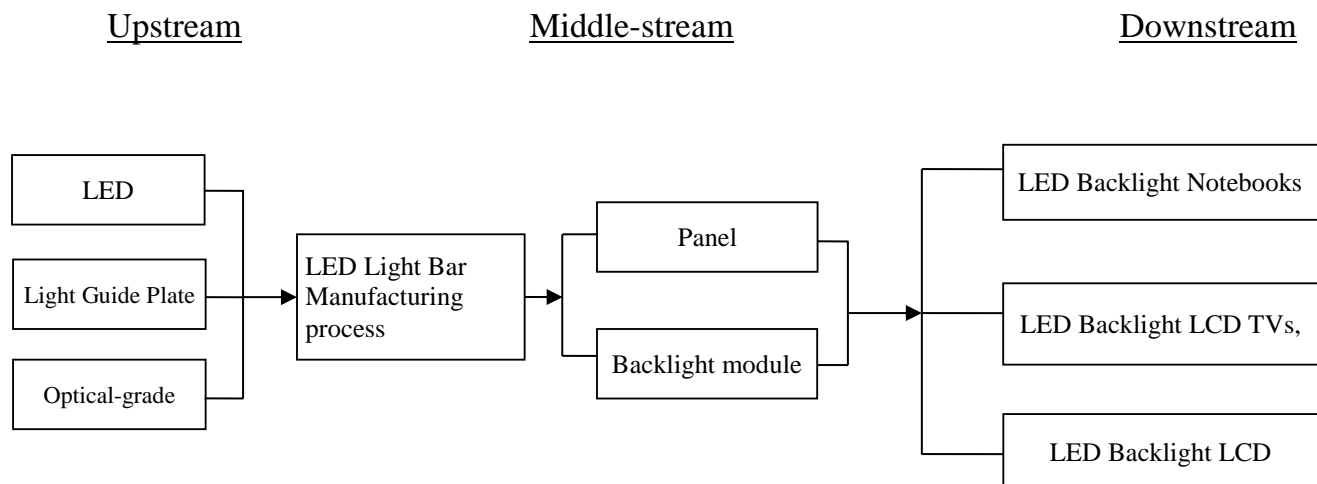 Upstream
Middle-stream
Downstream
LED
Light Guide Plate
Optical-grade
LED Light Bar
Manufacturing
process
Panel
Backlight module
LED Backlight Notebooks
LED Backlight LCD TVs,
LED Backlight LCD